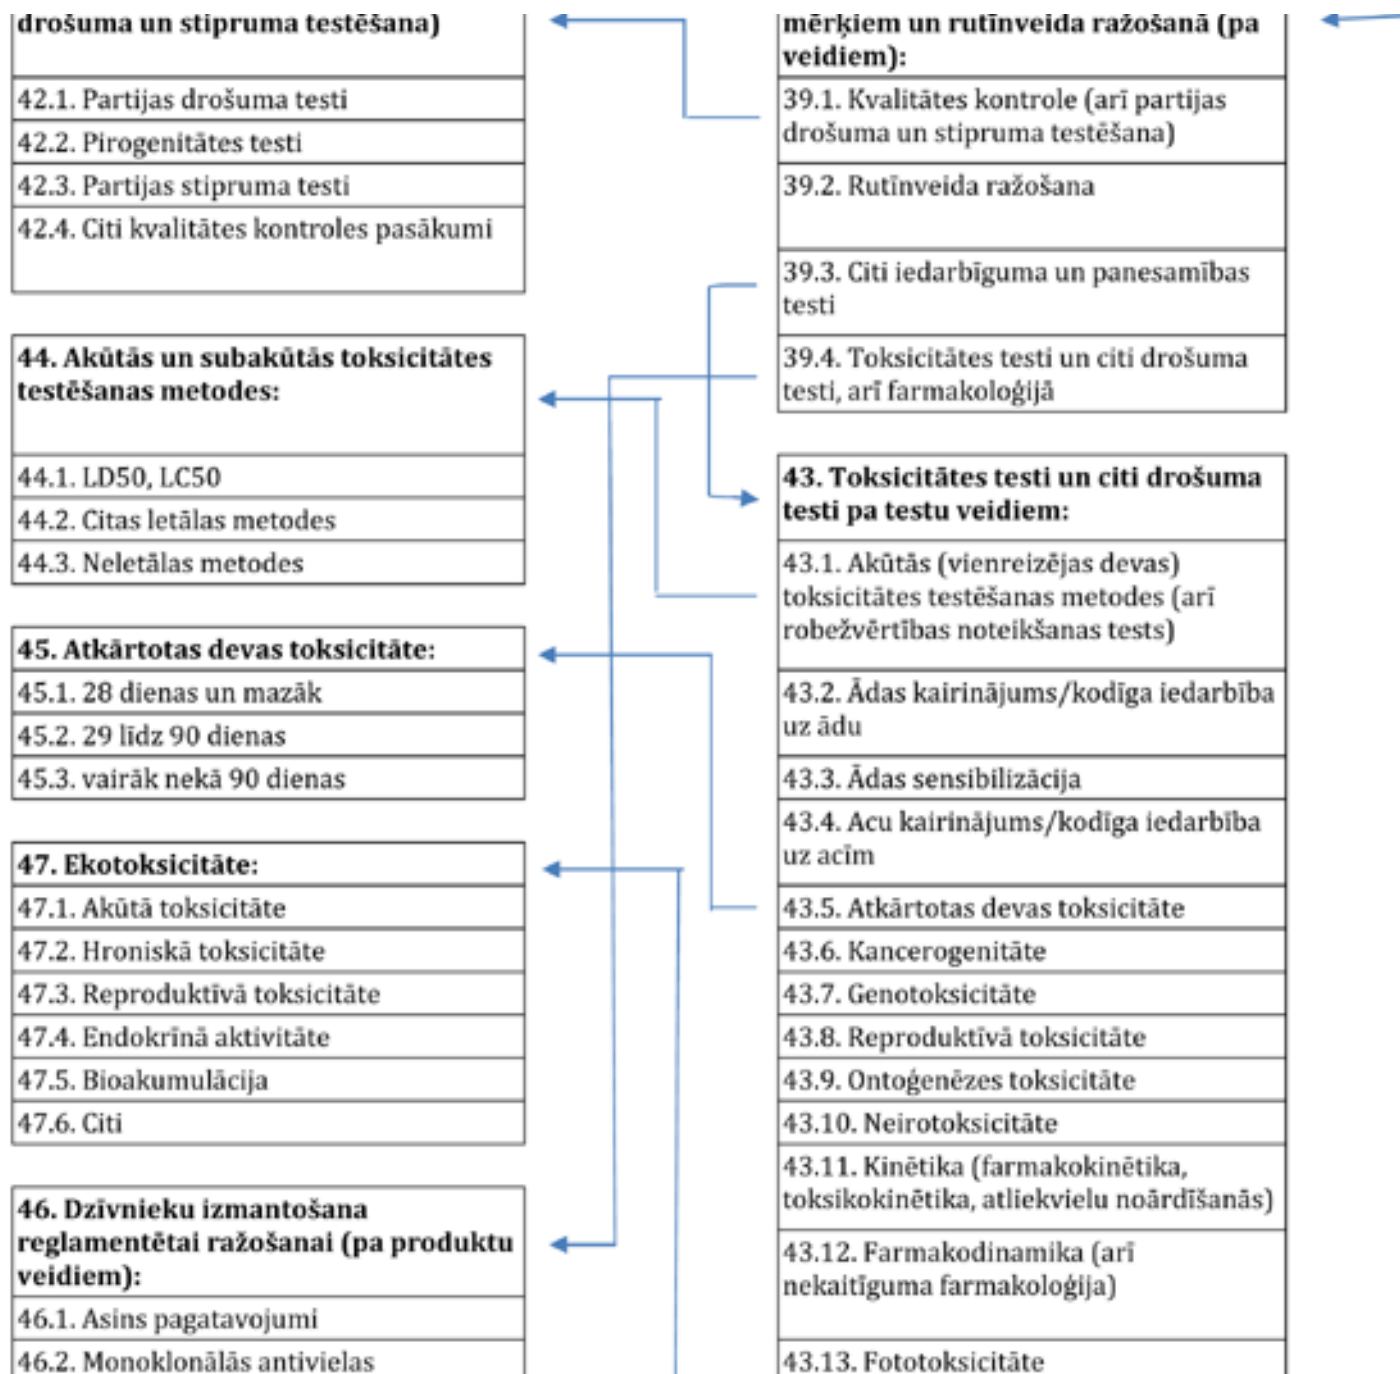 drošuma un stipruma testēšana)
42.1. Partijas drošuma testi
42.2. Pirogenitātes testi
42.3. Partijas stipruma testi
42.4. Citi kvalitātes kontroles pasākumi
44. Akūtās un subakūtās toksicitātes
testēšanas metodes:
44.1. LD50, LC50
44.2. Citas letālas metodes
44.3. Neletālas metodes
45. Atkārtotas devas toksicitāte:
45.1. 28 dienas un mazāk
45.2. 29 līdz 90 dienas
45.3. vairāk nekā 90 dienas
47. Ekotoksicitāte:
47.1. Akūtā toksicitāte
47.2. Hroniskā toksicitāte
47.3. Reproduktīvā toksicitāte
47.4. Endokrīnā aktivitāte
47.5. Bioakumulācija
47.6. Citi
46. Dzīvnieku izmantošana
reglamentētai ražošanai (pa produktu
veidiem):
46.1. Asins pagatavojumi
46.2. Monoklonālās antivielas
mērķiem un rutīnveida ražošanā (pa
veidiem):
39.1. Kvalitātes kontrole (arī partijas
drošuma un stipruma testēšana)
39.2. Rutīnveida ražošana
39.3. Citi iedarbīguma un panesamības
testi
39.4. Toksicitātes testi un citi drošuma
testi, arī farmakoloģijā
43. Toksicitātes testi un citi drošuma
testi pa testu veidiem:
43.1. Akūtās (vienreizējas devas)
toksicitātes testēšanas metodes (arī
robežvērtības noteikšanas tests)
43.2. Ādas kairinājums/kodīga iedarbība
uz ādu
43.3. Ādas sensibilizācija
43.4. Acu kairinājums/kodīga iedarbība
uz acīm
43.5. Atkārtotas devas toksicitāte
43.6. Kancerogenitāte
43.7. Genotoksicitāte
43.8. Reproduktīvā toksicitāte
43.9. Ontoģenēzes toksicitāte
43.10. Neirotoksicitāte
43.11. Kinētika (farmakokinētika,
toksikokinētika, atliekvielu noārdīšanās)
43.12. Farmakodinamika (arī
nekaitīguma farmakoloģija)
43.13. Fototoksicitāte